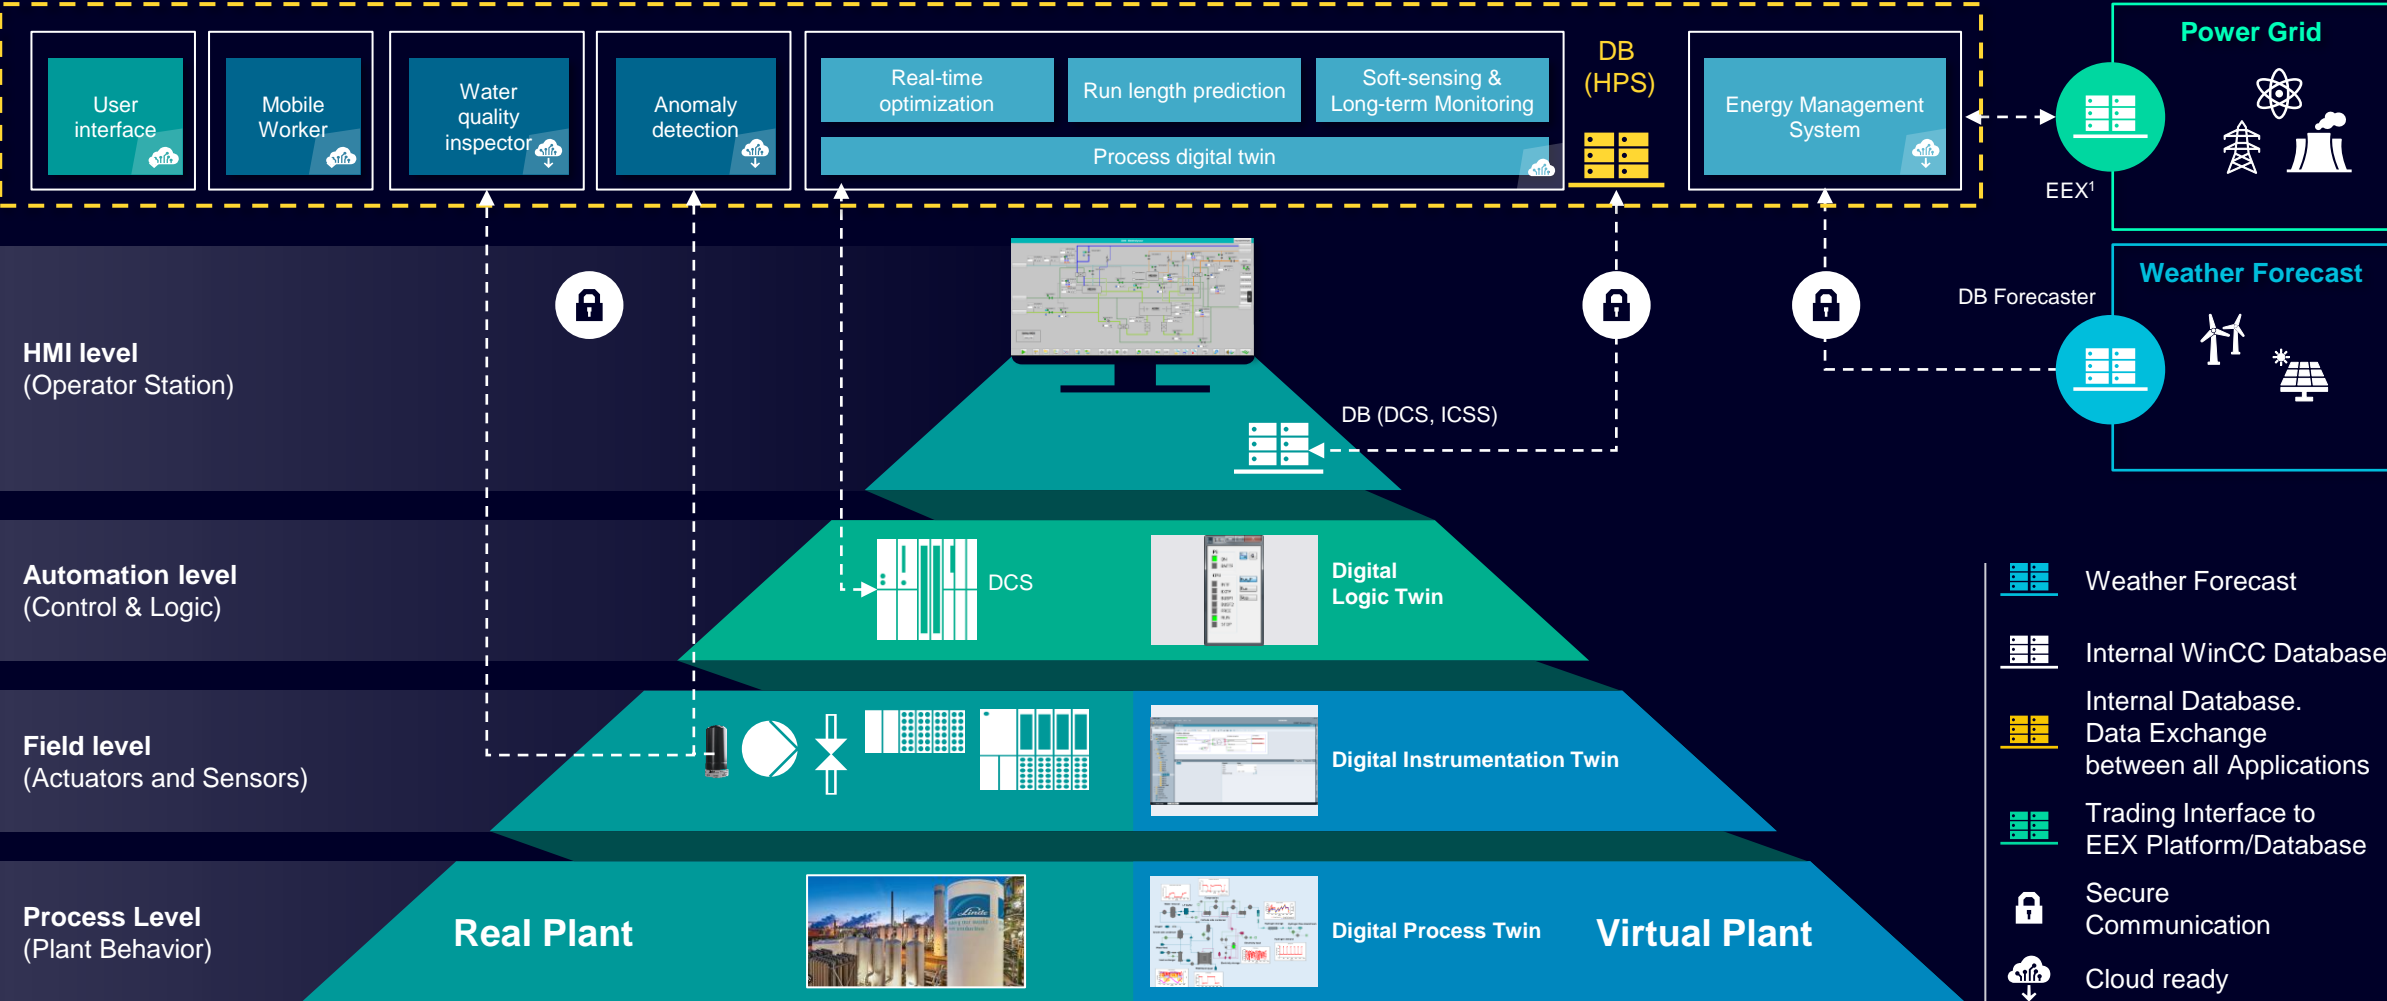 User
interface
Mobile
Worker
Water
quality
inspector
Anomaly
detection
Real-time
optimization
Run length prediction
Soft-sensing &
Long-term Monitoring
Process digital twin
DB
(HPS)
Energy Management
System
EEX¹
Power Grid
Weather Forecast
DB Forecaster
HMI level
(Operator Station)
DB (DCS, ICSS)
Automation level
(Control & Logic)
DCS
Digital
Logic Twin
Field level
(Actuators and Sensors)
Digital Instrumentation Twin
Process Level
(Plant Behavior)
Real Plant
Linde
Digital Process Twin
Virtual Plant
Weather Forecast
Internal WinCC Database
Internal Database.
Data Exchange
between all Applications
Trading Interface to
EEX Platform/Database
Secure
Communication
Cloud ready